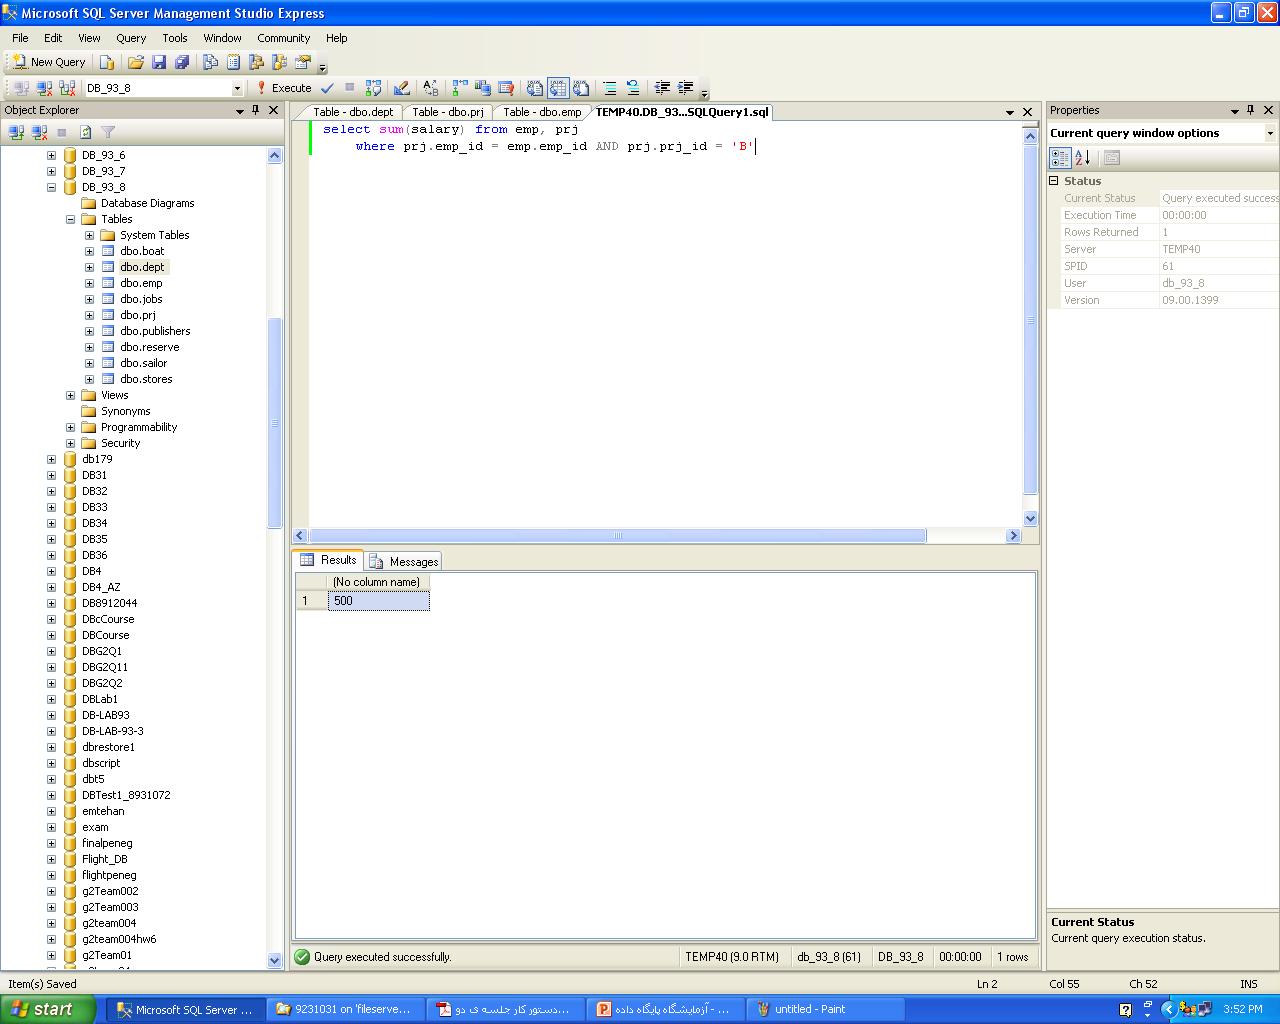 Microsoft SQL Server Management Studio Express
File Edit View Query Tools Window Community Help
New Query
DB_93_8 Execute
Object Explorer
DB_93_6
DB_93_7
DB_93_8
Database Diagrams
Tables
System Tables
dbo.boat
dbo.dept
dbo.emp
dbo.jobs
dbo.prj
dbo.publishers
dbo.reserve
dbo.sailor
dbo.stores
Views
Synonyms
Programmability
Security
db179
DB31
DB32
DB33
DB34
DB35
DB36
DB4
DB4_AZ
DB8912044
DBcCourse
DBCourse
DBG2Q1
DBG2Q11
DBG2Q2
DBLab1
DB-LAB93
DB-LAB-93-3
dbrestore1
dbscript
dbt5
DBTest1_8931072
emtehan
exam
finalpeneg
Flight_DB
flightpeneg
g2Team002
g2Team003
g2team004
g2team004hw6
g2Team01
Table - dbo.dept Table - dbo.prj Table - dbo.emp TEMP40.DB_93...SQLQuery1.sql
select sum(salary) from emp, prj
where prj.emp_id = emp.emp_id AND prj.prj_id = 'B'
Results Messages
(No column name)
1 500
Query executed successfully. TEMP40 (9.0 RTM) db_93_8 (61) DB_93_8 00:00:00 1 rows
Properties
Current query window options
Status
Current Status Query executed success
Execution Time 00:00:00
Rows Returned 1
Server TEMP40
SPID 61
User db_93_8
Version 09.00.1399
Current Status
Current query execution status.
Item(s) Saved Ln 2 Col 55 Ch 52 INS
start Microsoft SQL Server ... 9231031 on 'fileserve... دستور کار جلسه ی دو... آزمایشگاه پایگاه داده - ... untitled - Paint 3:52 PM